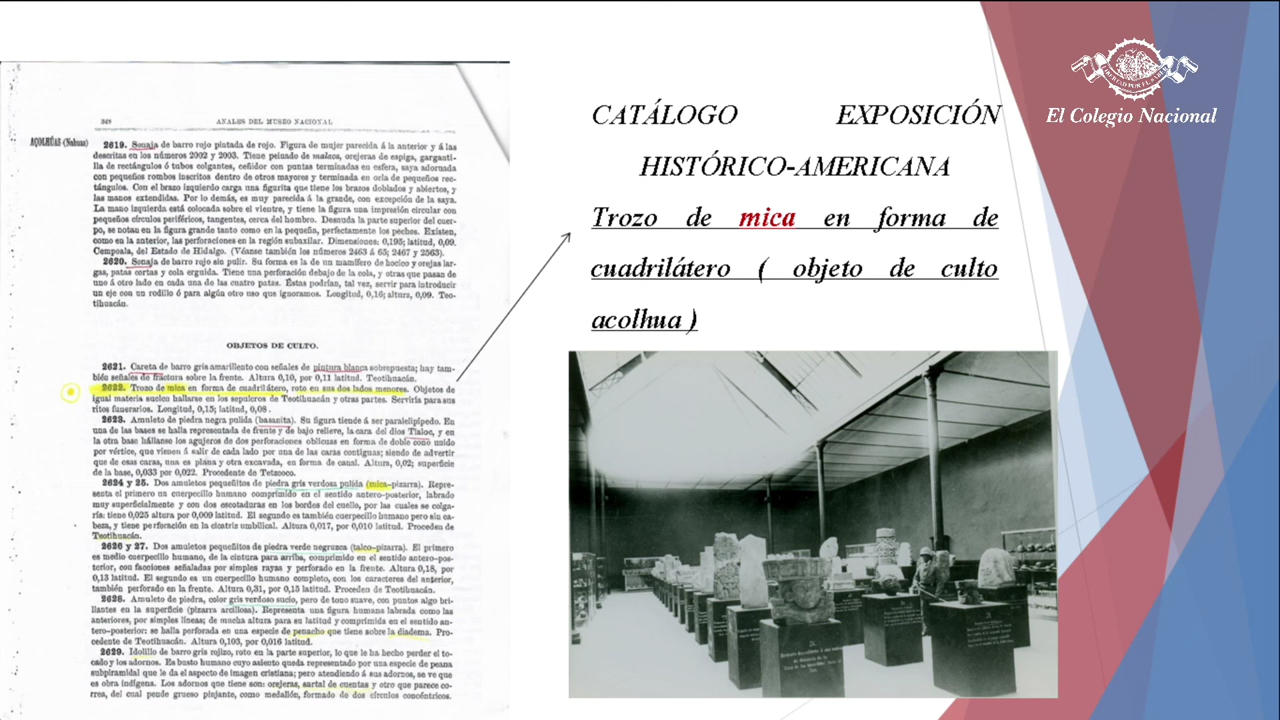 348 ANALES DEL MUSEO NACIONAL
AÇOLHÚAS (Nahuas)
2619. Sonaja de barro rojo pintada de rojo. Figura de mujer parecida á la anterior y á las
descritas en los números 2002 y 2003. Tiene peinado de malaca, orejeras de espiga, garganti-
lla de rectángulos ó tubos colgantes, ceñidor con puntas terminadas en esfera, saya adornada
con pequeños rombos inscritos dentro de otros mayores y terminada en orla de pequeños rec-
tángulos. Con el brazo izquierdo carga una figurita que tiene los brazos doblados y abiertos, y
las manos extendidas. Por lo demás, es muy parecida á la grande, con excepción de la saya.
La mano izquierda está colocada sobre el vientre, y tiene la figura una impresión circular con
pequeños círculos periféricos, tangentes, cerca del hombro. Desnuda la parte superior del cuer-
po, se notan en la figura grande tanto como en la pequeña, perfectamente los pechos. Existen,
como en la anterior, las perforaciones en la región subaxilar. Dimensiones: 0,195; latitud, 0,09.
Cempoala, del Estado de Hidalgo. (Véanse también los números 2463 á 65; 2467 y 2563).
2620. Sonaja de barro rojo sin pulir. Su forma es la de un mamífero de hocico y orejas lar-
gas, patas cortas y cola erguida. Tiene una perforación debajo de la cola, y otras que pasan de
uno á otro lado en cada una de las cuatro patas. Éstas podrían, tal vez, servir para introducir
un eje con un rodillo ó para algún otro uso que ignoramos. Longitud, 0,16; altura, 0,09. Teo-
tihuacán.
OBJETOS DE CULTO.
2621. Careta de barro gris amarillento con señales de pintura blanca sobrepuesta; hay tam-
bién señales de fractura sobre la frente. Altura 0,10, por 0,11 latitud. Teotihuacán.
2622. Trozo de mica en forma de cuadrilátero, roto en sus dos lados menores. Objetos de
igual materia suelen hallarse en los sepulcros de Teotihuacán y otras partes. Serviría para sus
ritos funerarios. Longitud, 0,15; latitud, 0,08.
2623. Amuleto de piedra negra pulida (basanita). Su figura tiende á ser paralelipípedo. En
una de las bases se halla representada de frente y de bajo relieve, la cara del dios Tlaloc, y en
la otra base hállanse los agujeros de dos perforaciones oblicuas en forma de doble cono unido
por vértice, que vienen á salir de cada lado por una de las caras contiguas; siendo de advertir
que de esas caras, una es plana y otra excavada, en forma de canal. Altura, 0,02; superficie
de la base, 0,033 por 0,022. Procedente de Tetzcoco.
2624 y 25. Dos amuletos pequeñitos de piedra gris verdosa pulida (mica-pizarra). Repre-
senta el primero un cuerpecillo humano comprimido en el sentido antero-posterior, labrado
muy superficialmente y con dos escotaduras en los bordes del cuello, por las cuales se colga-
ría: tiene 0,025 altura por 0,009 latitud. El segundo es también cuerpecillo humano pero sin ca-
beza, y tiene perforación en la cicatriz umbilical. Altura 0,017, por 0,010 latitud. Proceden de
Teotihuacán.
2626 y 27. Dos amuletos pequeñitos de piedra verde negruzca (talco-pizarra). El primero
es medio cuerpecillo humano, de la cintura para arriba, comprimido en el sentido antero-pos-
terior, con facciones señaladas por simples rayas y perforado en la frente. Altura 0,18, por
0,13 latitud. El segundo es un cuerpecillo humano completo, con los caracteres del anterior,
también perforado en la frente. Altura 0,31, por 0,15 latitud. Proceden de Teotihuacán.
2628. Amuleto de piedra, color gris verdoso sucio, pero de tono suave, con puntos algo bri-
llantes en la superficie (pizarra arcillosa). Representa una figura humana labrada como las
anteriores, por simples líneas; de mucha altura para su latitud y comprimida en el sentido an-
tero-posterior: se halla perforada en una especie de penacho que tiene sobre la diadema. Pro-
cedente de Teotihuacán. Altura 0,103, por 0,016 latitud.
2629. Idolillo de barro gris rojizo, roto en la parte superior, lo que le ha hecho perder el to-
cado y los adornos. Es busto humano cuyo asiento queda representado por una especie de peana
subpiramidal que le da el aspecto de imagen cristiana; pero atendiendo á sus adornos, se ve que
es obra indígena. Los adornos que tiene son: orejeras, sartal de cuentas y otro que parece co-
rrea, del cual pende grueso pinjante, como medallón, formado de dos círculos concéntricos.
CATÁLOGO EXPOSICIÓN
HISTÓRICO-AMERICANA
Trozo de mica en forma de
cuadrilátero ( objeto de culto
acolhua )
El Colegio Nacional